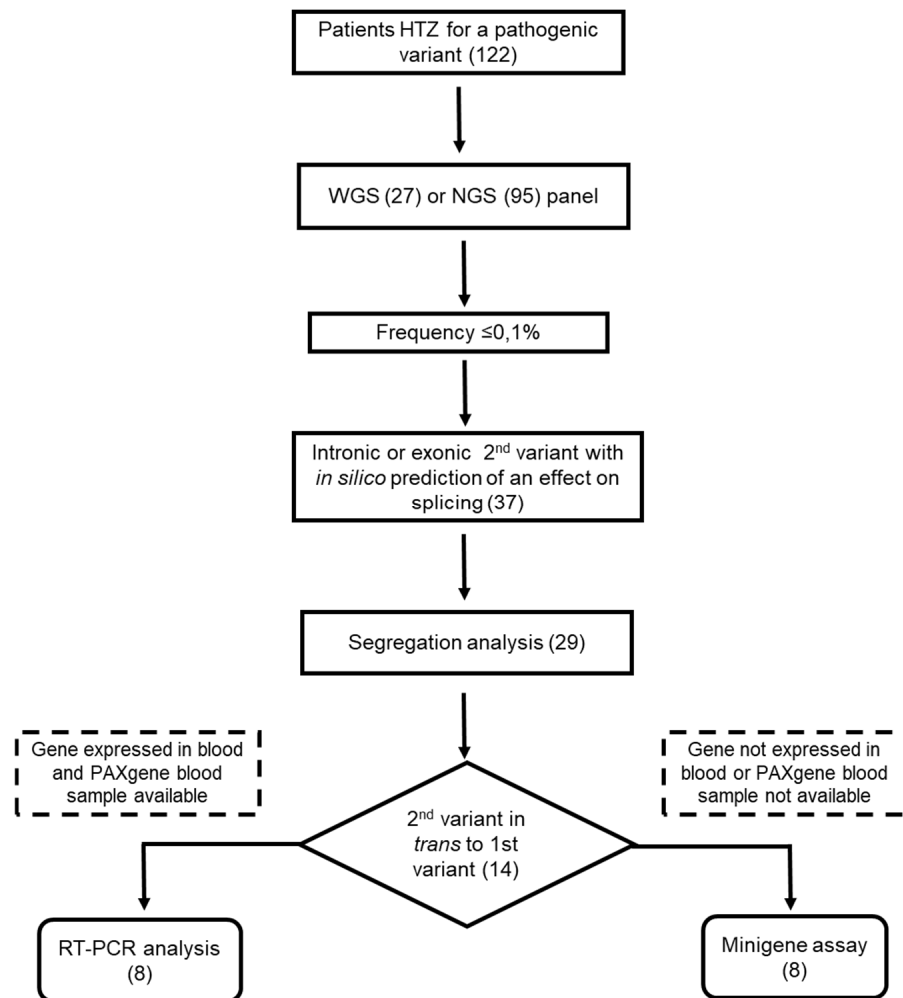 Patients HTZ for a pathogenic
variant (122)
WGS (27) or NGS (95) panel
Frequency ≤0,1%
Intronic or exonic 2nd variant with
in silico prediction of an effect on
splicing (37)
Segregation analysis (29)
Gene expressed in blood
and PAXgene blood
sample available
Gene not expressed in
blood or PAXgene blood
sample not available
2nd variant in
trans to 1st
variant (14)
RT-PCR analysis
(8)
Minigene assay
(8)